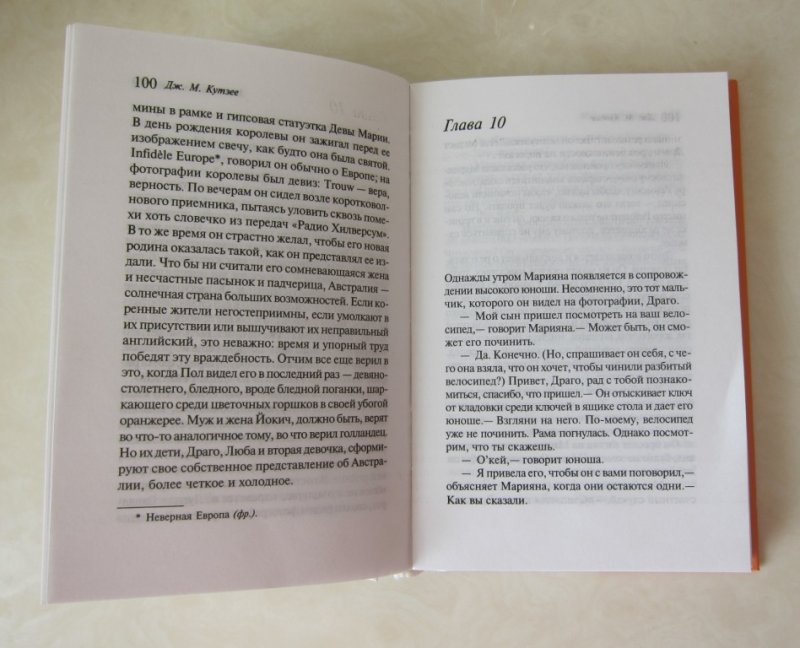 100 Дж. М. Кутзее
мины в рамке и гипсовая статуэтка Девы Марии.
В день рождения королевы он зажигал перед ее
изображением свечу, как будто она была святой.
Infidèle Europe*, говорил он обычно о Европе; на
фотографии королевы был девиз: Trouw — вера,
верность. По вечерам он сидел возле коротковол-
нового приемника, пытаясь уловить сквозь поме-
хи хоть словечко из передач «Радио Хилверсум».
В то же время он страстно желал, чтобы его новая
родина оказалась такой, как он представлял ее из-
дали. Что бы ни считали его сомневающаяся жена
и несчастные пасынок и падчерица, Австралия —
солнечная страна больших возможностей. Если ко-
ренные жители негостеприимны, если умолкают в
их присутствии или вышучивают их неправильный
английский, это неважно: время и упорный труд
победят эту враждебность. Отчим все еще верил в
это, когда Пол видел его в последний раз — девяно-
столетнего, бледного, вроде бледной поганки, шар-
кающего среди цветочных горшков в своей убогой
оранжерее. Муж и жена Йокич, должно быть, верят
во что-то аналогичное тому, во что верил голландец.
Но их дети, Драго, Люба и вторая девочка, сформи-
руют свое собственное представление об Австра-
лии, более четкое и холодное.
* Неверная Европа (фр.).
Глава 10
Однажды утром Марияна появляется в сопровож-
дении высокого юноши. Несомненно, это тот маль-
чик, которого он видел на фотографии, Драго.
— Мой сын пришел посмотреть на ваш вело-
сипед,— говорит Марияна.— Может быть, он смо-
жет его починить.
— Да. Конечно. (Но, спрашивает он себя, с че-
го она взяла, что он хочет, чтобы чинили разбитый
велосипед?) Привет, Драго, рад с тобой познако-
миться, спасибо, что пришел.— Он отыскивает ключ
от кладовки среди ключей в ящике стола и дает его
юноше.— Взгляни на него. По-моему, велосипед
уже не починить. Рама погнулась. Однако посмот-
рим, что ты скажешь.
— О’кей,— говорит юноша.
— Я привела его, чтобы он с вами поговорил,—
объясняет Марияна, когда они остаются одни.—
Как вы сказали.